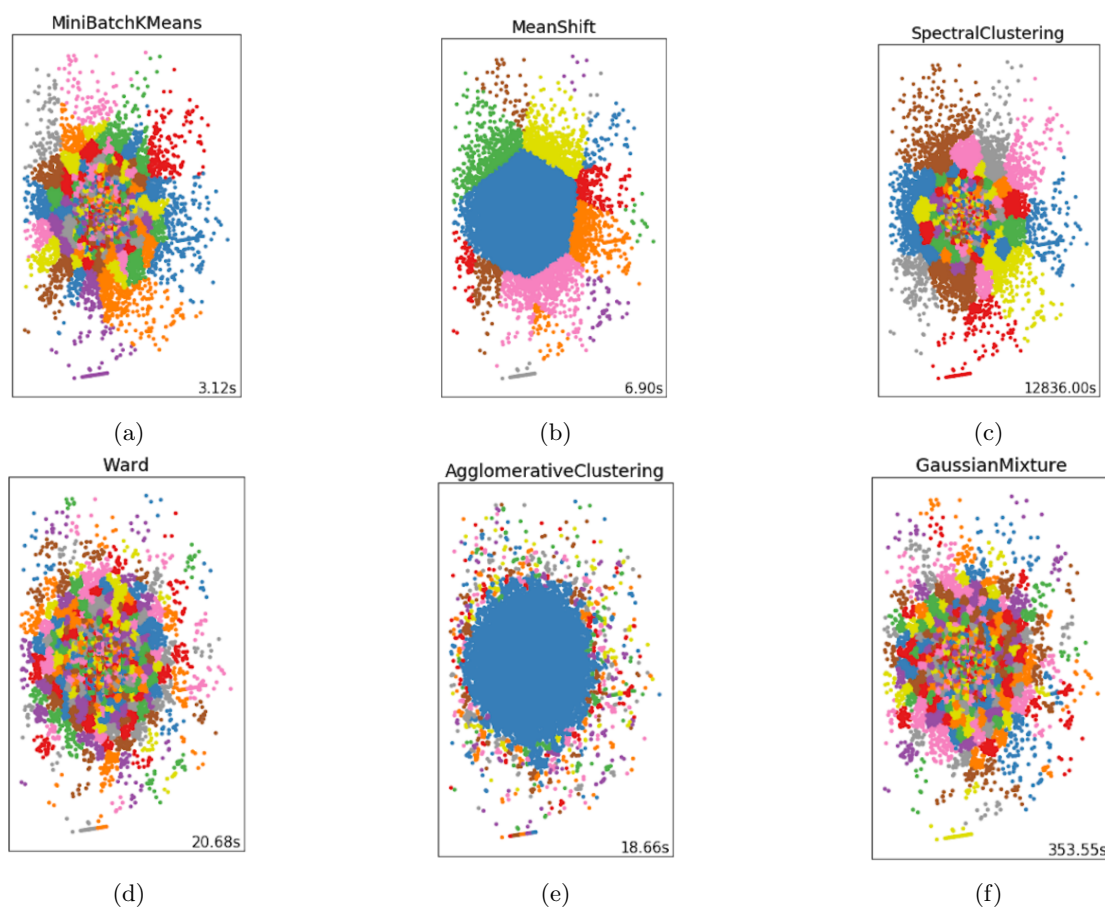 MiniBatchKMeans
MeanShift
SpectralClustering
3.12s
6.90s
12836.00s
(a)
(b)
(c)
Ward
AgglomerativeClustering
GaussianMixture
20.68s
18.66s
353.55s
(d)
(e)
(f)